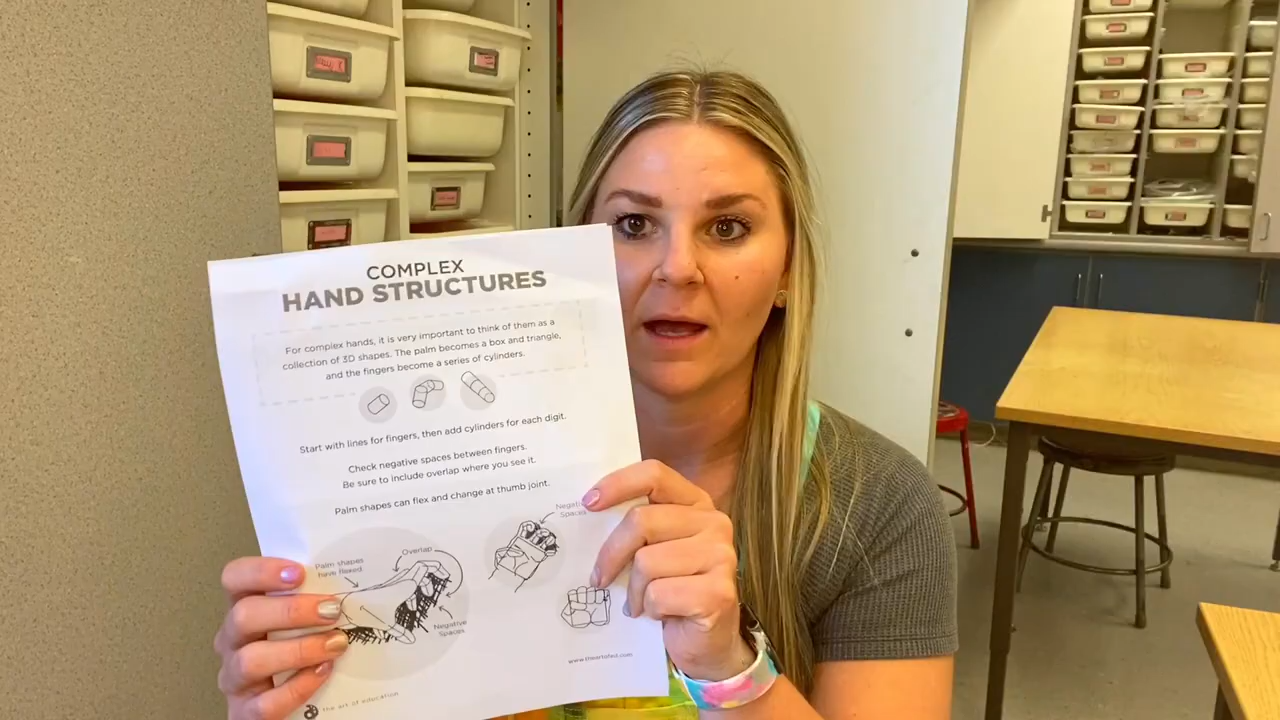 COMPLEX
HAND STRUCTURES
For complex hands, it is very important to think of them as a
collection of 3D shapes. The palm becomes a box and triangle,
and the fingers become a series of cylinders.
Start with lines for fingers, then add cylinders for each digit.
Check negative spaces between fingers.
Be sure to include overlap where you see it.
Palm shapes can flex and change at thumb joint.
Negative
Spaces
Overlap
Palm shapes
have flexed
Negative
Spaces
www.theartofed.com
the art of education